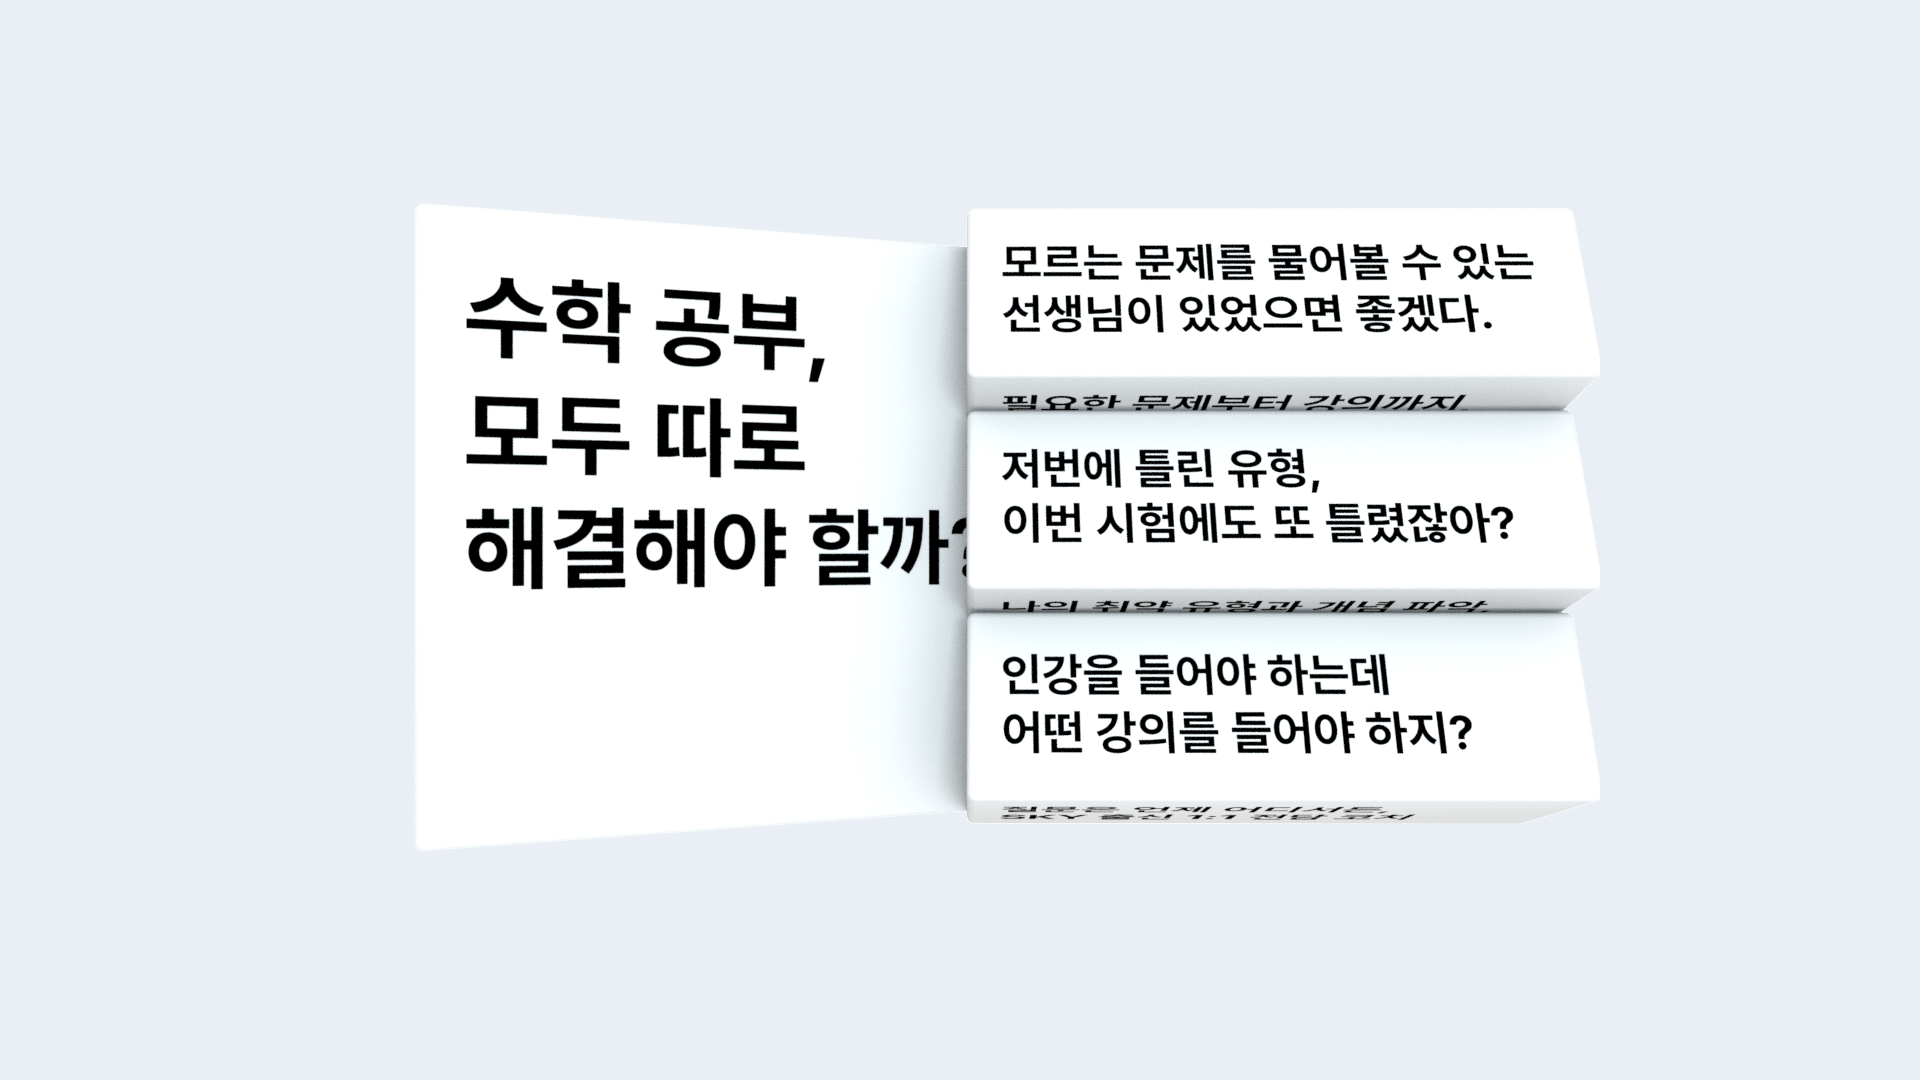 수학 공부,
모두 따로
해결해야 할까?
모르는 문제를 물어볼 수 있는
선생님이 있었으면 좋겠다.
필요한 문제부터 강의까지,
저번에 틀린 유형,
이번 시험에도 또 틀렸잖아?
나의 취약 유형과 개념 파악,
인강을 들어야 하는데
어떤 강의를 들어야 하지?
질문은 언제 어디서든,
SKY 출신 1:1 전담 코치